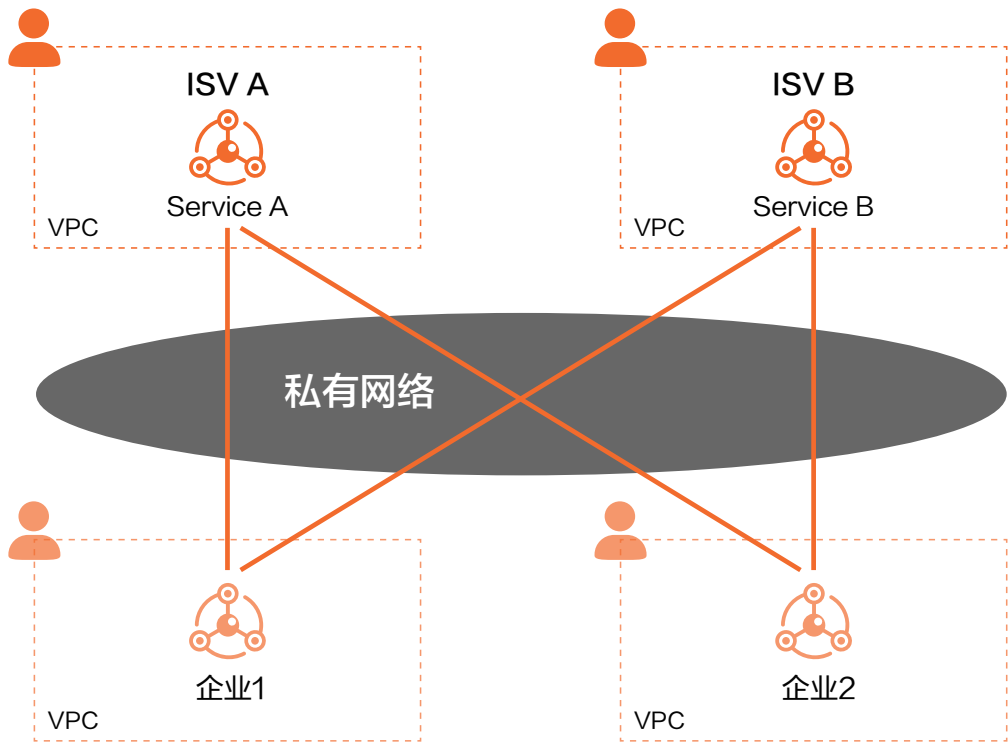 ISV A
Service A
VPC
ISV B
Service B
VPC
私有网络
企业1
VPC
企业2
VPC